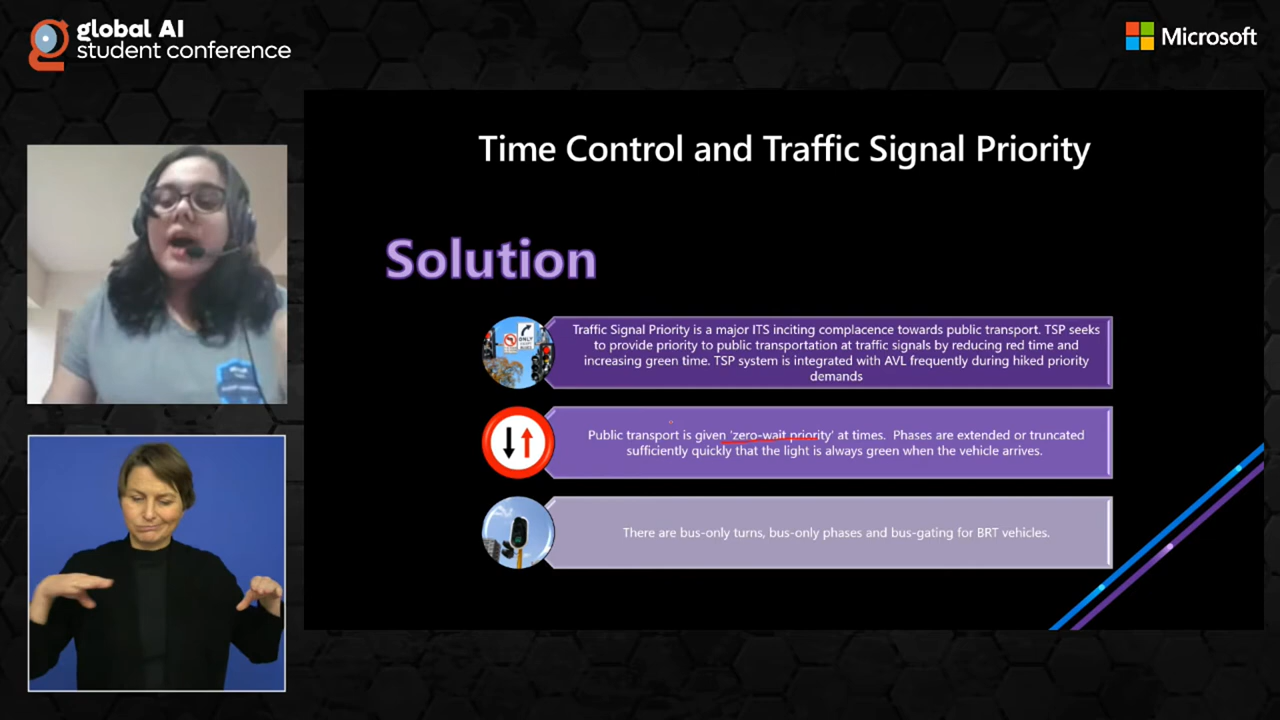 global AI
student conference
Microsoft
Time Control and Traffic Signal Priority
Solution
Traffic Signal Priority is a major ITS inciting complacence towards public transport. TSP seeks
to provide priority to public transportation at traffic signals by reducing red time and
increasing green time. TSP system is integrated with AVL frequently during hiked priority
demands
ONLY
Public transport is given 'zero-wait priority' at times. Phases are extended or truncated
sufficiently quickly that the light is always green when the vehicle arrives.
There are bus-only turns, bus-only phases and bus-gating for BRT vehicles.